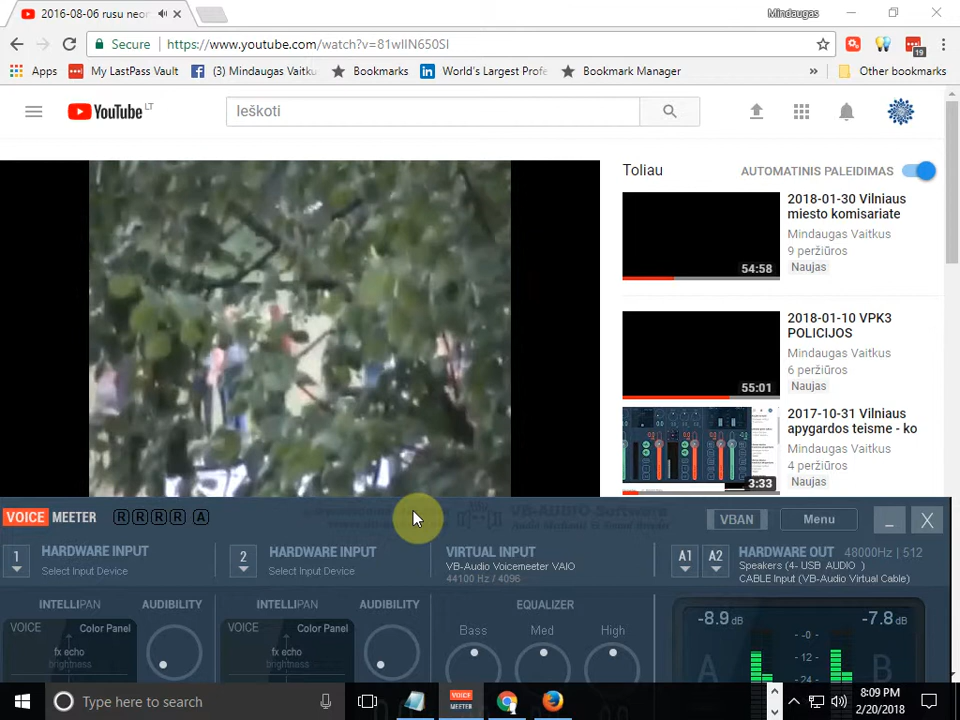 2016-08-06 rusu neon
Mindaugas
Secure
https://www.youtube.com/watch?v=81wIIN650SI
19
Apps
My LastPass Vault
(3) Mindaugas Vaitku
Bookmarks
World's Largest Profe
Bookmark Manager
»
Other bookmarks
YouTube LT
Ieškoti
Toliau
AUTOMATINIS PALEIDIMAS
2018-01-30 Vilniaus
miesto komisariate
Mindaugas Vaitkus
9 peržiūros
Naujas
54:58
2018-01-10 VPK3
POLICIJOS
Mindaugas Vaitkus
6 peržiūros
Naujas
55:01
2017-10-31 Vilniaus
apygardos teisme - ko
Mindaugas Vaitkus
4 peržiūros
Naujas
3:33
VOICE MEETER
R R R R A
VB-AUDIO Software
VBAN
Menu
1
HARDWARE INPUT
Select Input Device
2
HARDWARE INPUT
Select Input Device
VIRTUAL INPUT
VB-Audio Voicemeeter VAIO
44100 Hz / 4096
A1
A2
HARDWARE OUT 48000Hz | 512
Speakers (4- USB AUDIO )
CABLE Input (VB-Audio Virtual Cable)
INTELLIPAN
AUDIBILITY
INTELLIPAN
AUDIBILITY
EQUALIZER
VOICE
Color Panel
fx echo
brightness
VOICE
Color Panel
fx echo
brightness
Bass
Med
High
-8.9 dB
-0
-12
-24
-7.8 dB
A
B
Type here to search
VOICE
MEETER
8:09 PM
2/20/2018